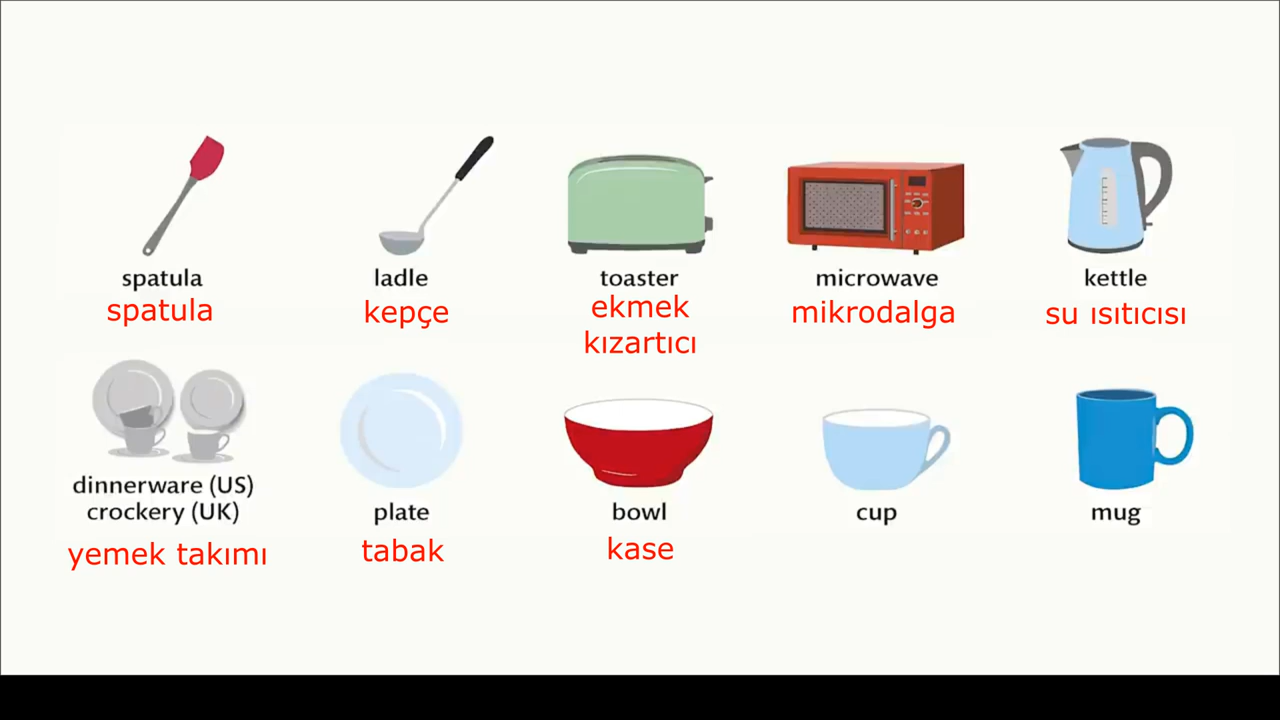 spatula
ladle
toaster
microwave
kettle
spatula
kepçe
ekmek
kızartıcı
mikrodalga
su ısıtıcısı
dinnerware (US)
crockery (UK)
plate
bowl
cup
mug
yemek takımı
tabak
kase